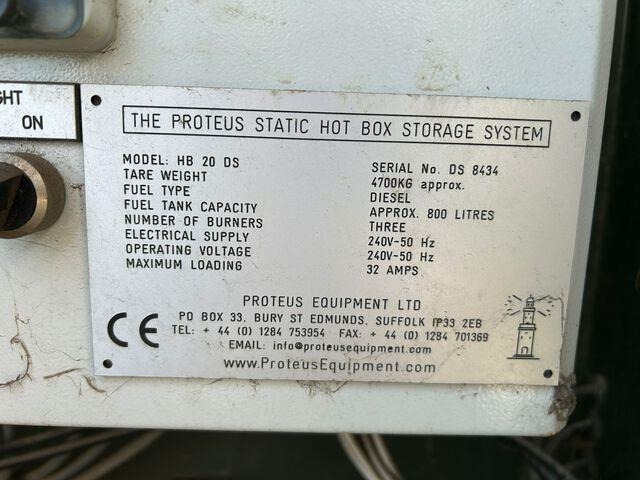 GHT
ON
THE PROTEUS STATIC HOT BOX STORAGE SYSTEM
MODEL: HB 20 DS SERIAL No. DS 8434
TARE WEIGHT 4700KG approx.
FUEL TYPE DIESEL
FUEL TANK CAPACITY APPROX. 800 LITRES
NUMBER OF BURNERS THREE
ELECTRICAL SUPPLY 240V-50 Hz
OPERATING VOLTAGE 240V-50 Hz
MAXIMUM LOADING 32 AMPS
PROTEUS EQUIPMENT LTD
PO BOX 33, BURY ST EDMUNDS, SUFFOLK IP33 2EB
TEL: + 44 (0) 1284 753954 FAX: + 44 (0) 1284 701369
EMAIL: info@proteusequipment.com
www.ProteusEquipment.com
CE